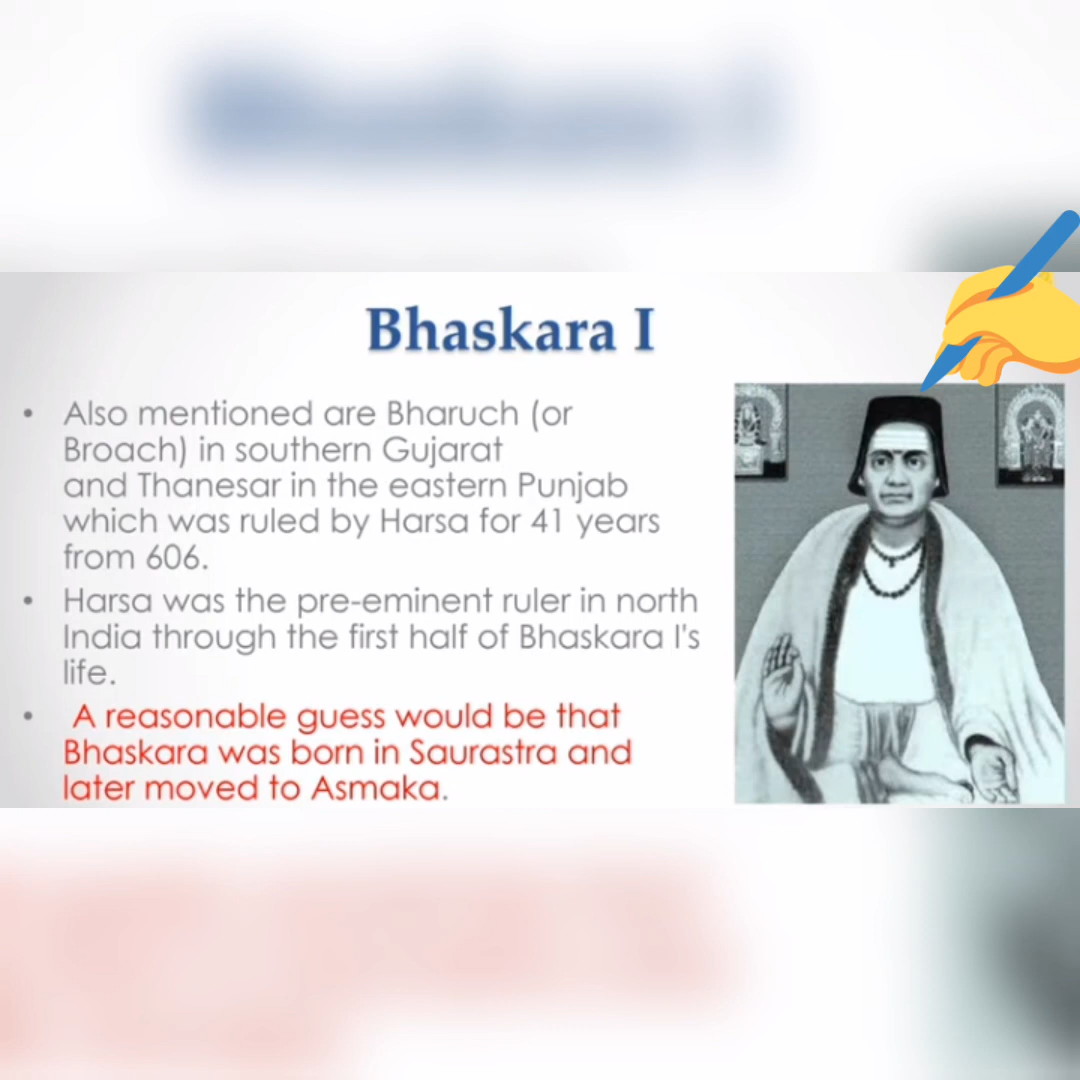 Bhaskara I
• Also mentioned are Bharuch (or
Broach) in southern Gujarat
and Thanesar in the eastern Punjab
which was ruled by Harsa for 41 years
from 606.
• Harsa was the pre-eminent ruler in north
India through the first half of Bhaskara I's
life.
• A reasonable guess would be that
Bhaskara was born in Saurastra and
later moved to Asmaka.